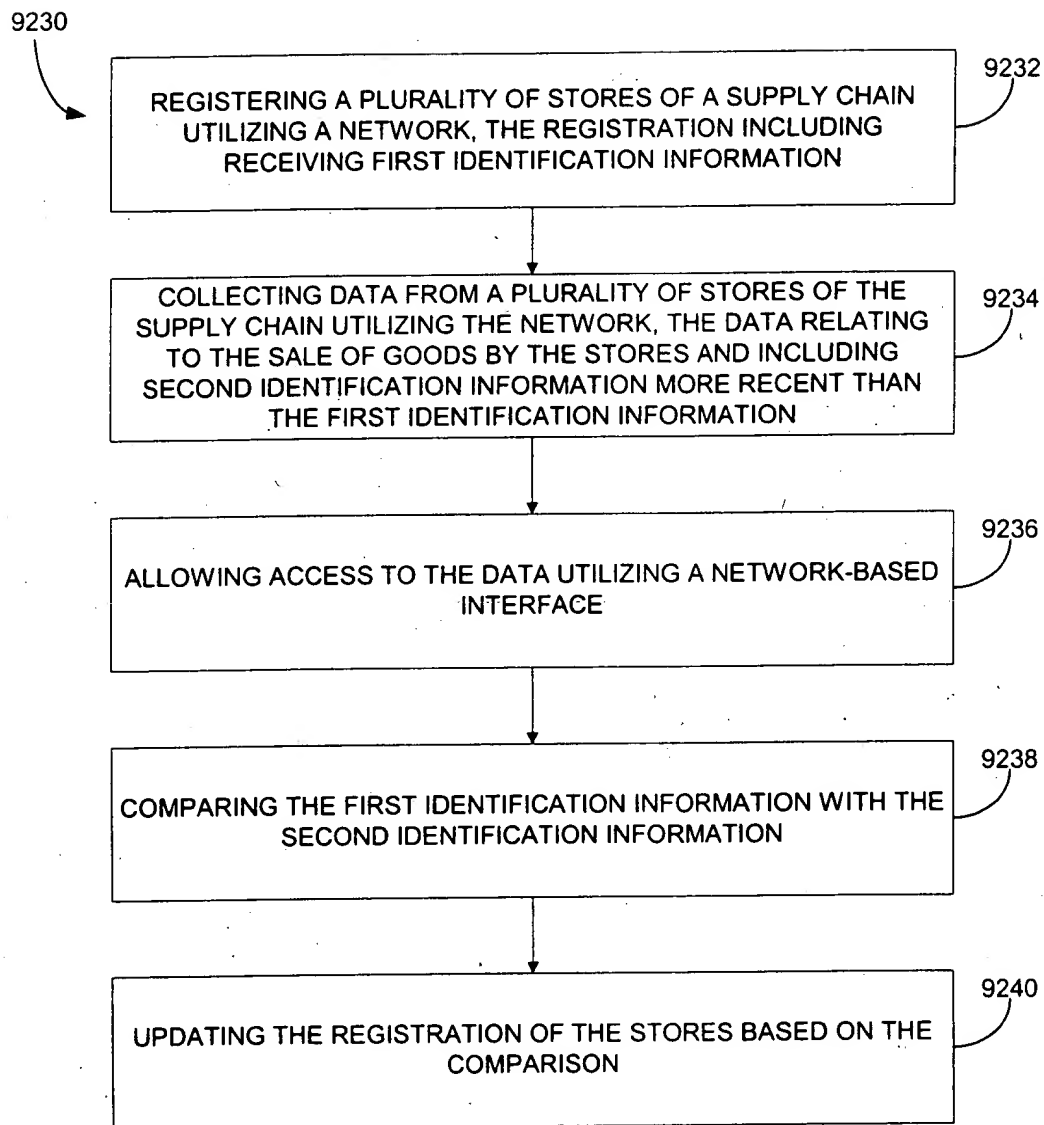 9230
9232
REGISTERING A PLURALITY OF STORES OF A SUPPLY CHAIN
UTILIZING A NETWORK, THE REGISTRATION INCLUDING
RECEIVING FIRST IDENTIFICATION INFORMATION
9234
COLLECTING DATA FROM A PLURALITY OF STORES OF THE
SUPPLY CHAIN UTILIZING THE NETWORK, THE DATA RELATING
TO THE SALE OF GOODS BY THE STORES AND INCLUDING
SECOND IDENTIFICATION INFORMATION MORE RECENT THAN
THE FIRST IDENTIFICATION INFORMATION
9236
ALLOWING ACCESS TO THE DATA UTILIZING A NETWORK-BASED
INTERFACE
9238
COMPARING THE FIRST IDENTIFICATION INFORMATION WITH THE
SECOND IDENTIFICATION INFORMATION
9240
UPDATING THE REGISTRATION OF THE STORES BASED ON THE
COMPARISON